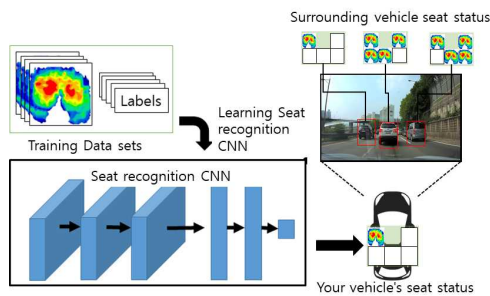 Surrounding vehicle seat status
Labels
Training Data sets
Learning Seat
recognition
CNN
Seat recognition CNN
Your vehicle's seat status